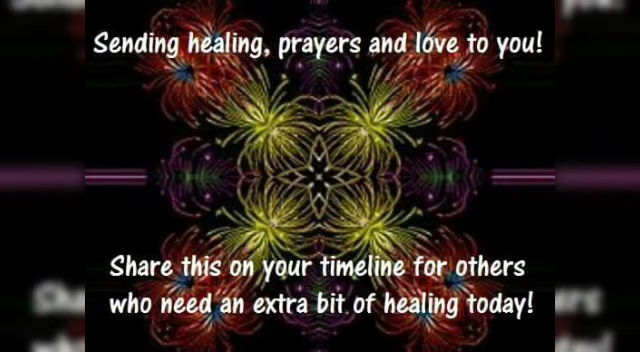 Sending healing, prayers and love to you!
Share this on your timeline for others
who need an extra bit of healing today!